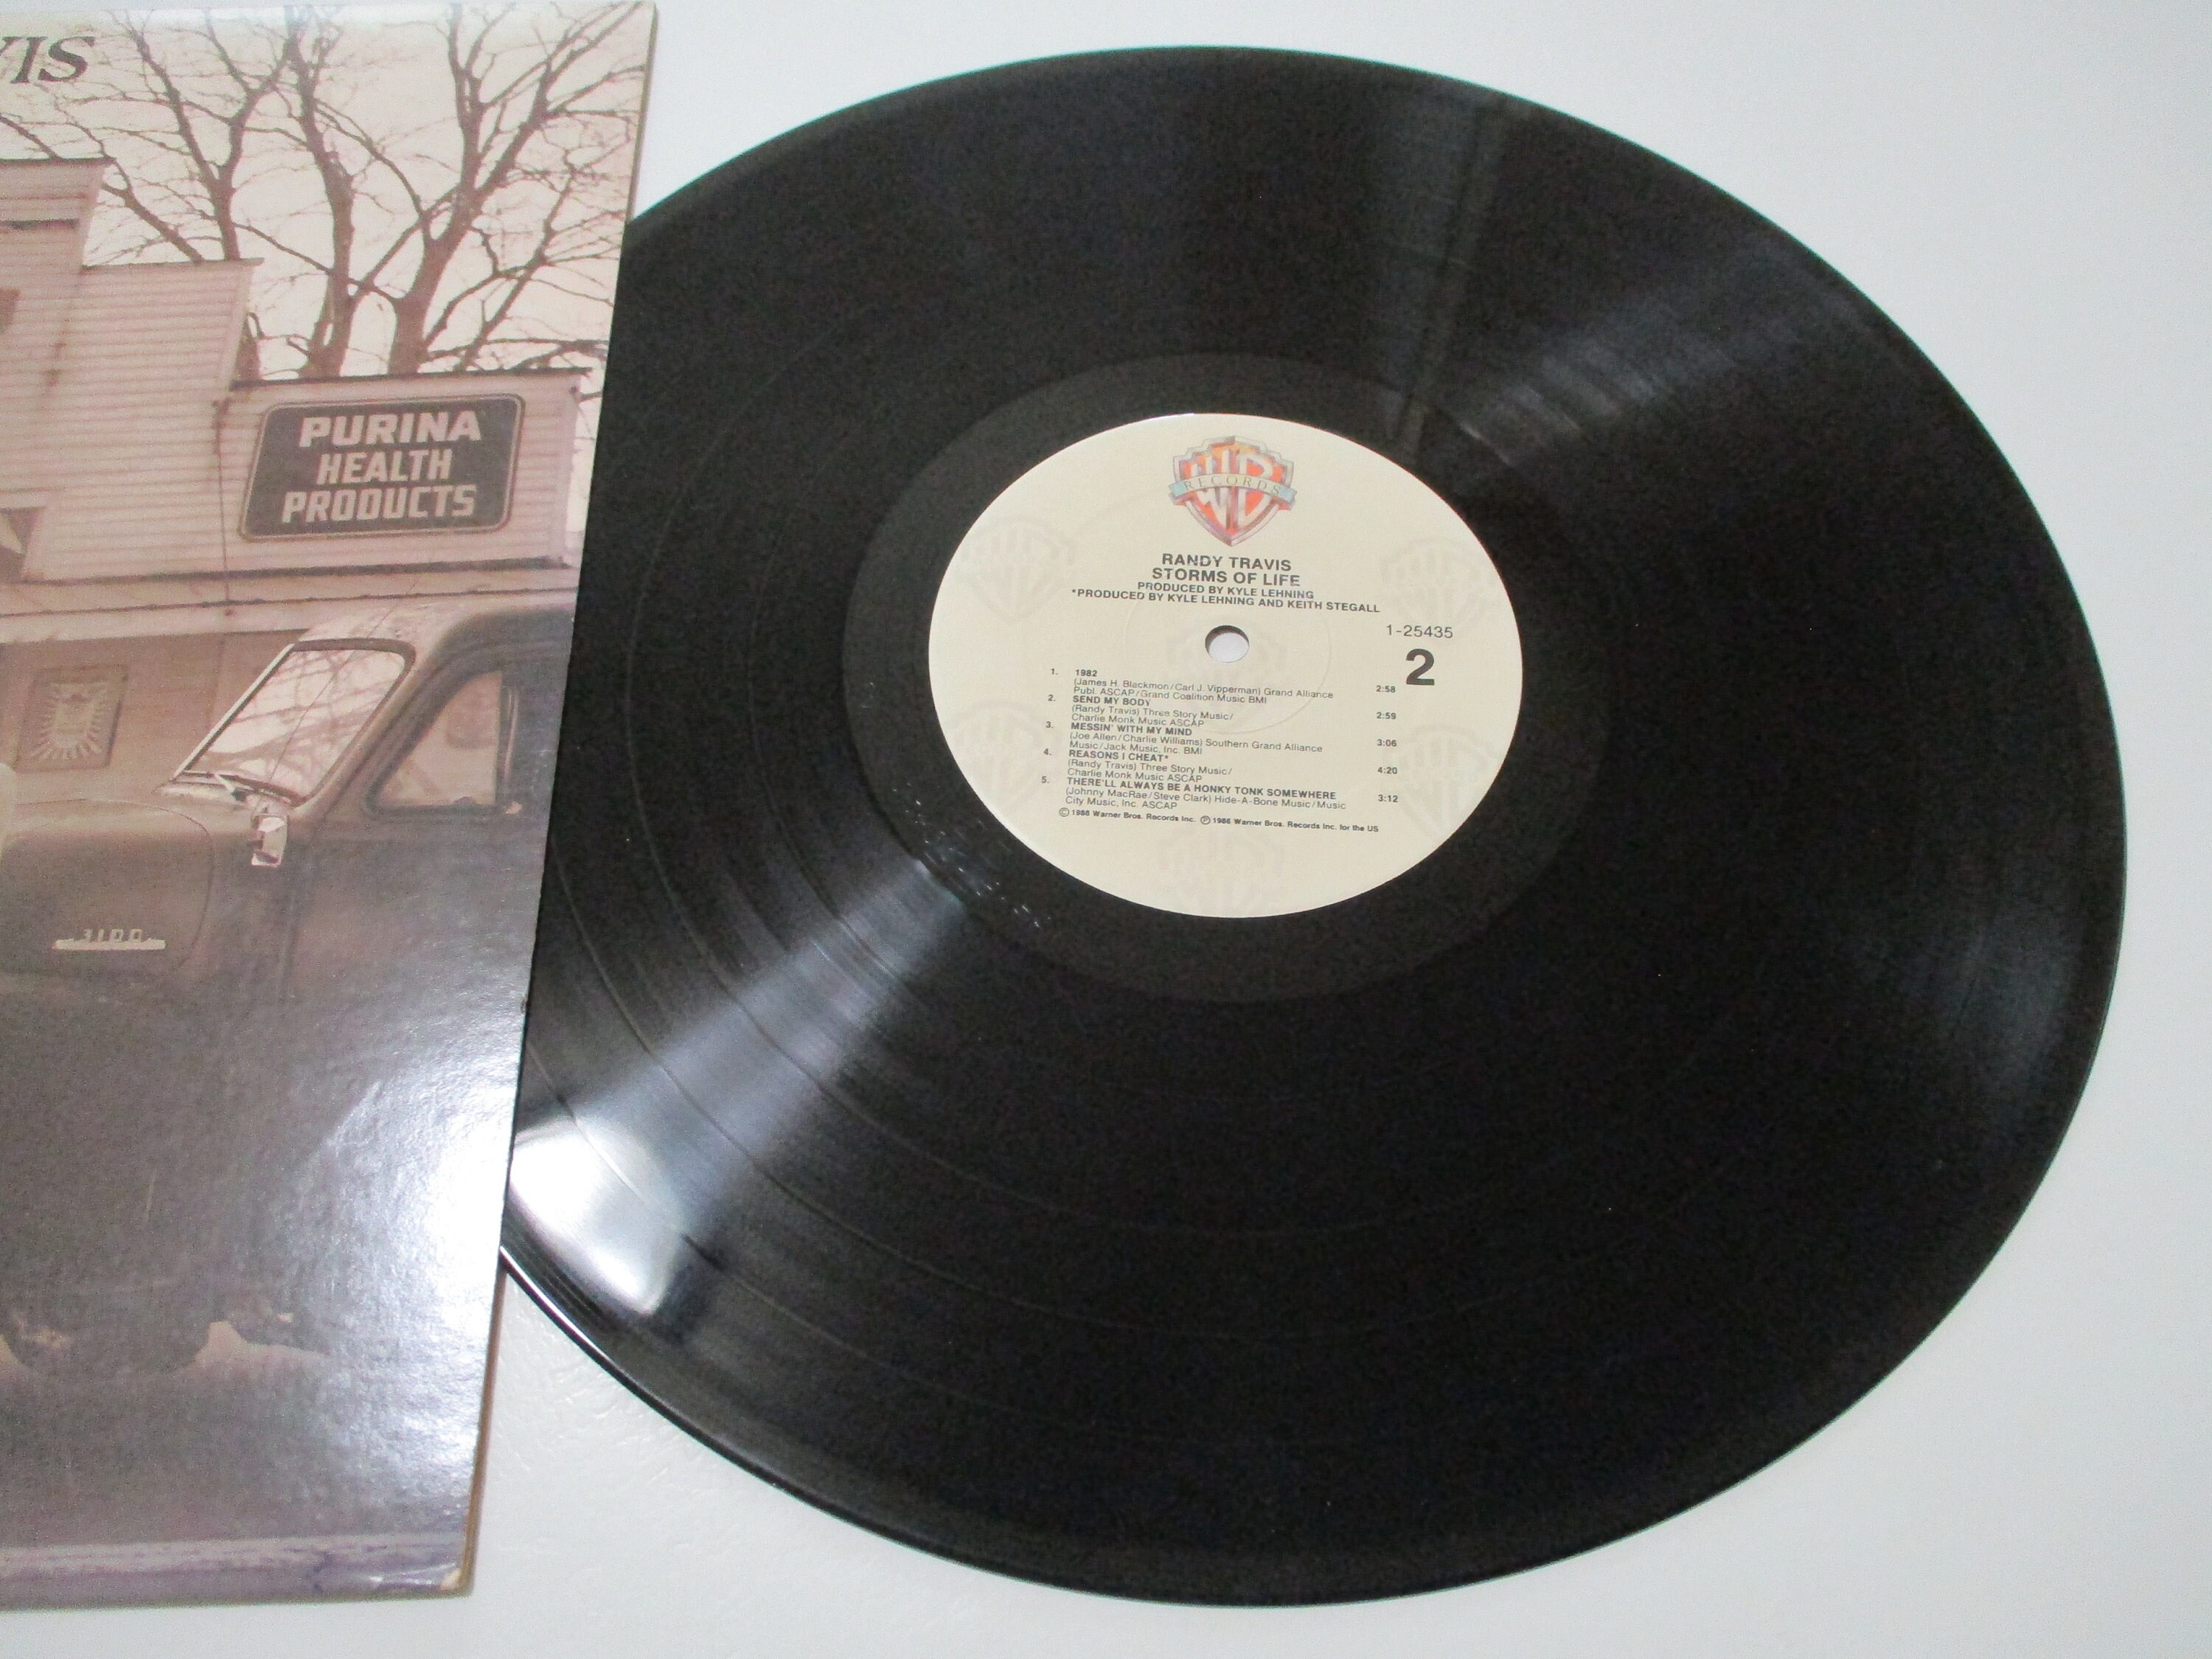 VIS
PURINA
HEALTH
PRODUCTS
3100
WB
RECORDS
RANDY TRAVIS
STORMS OF LIFE
PRODUCED BY KYLE LEHNING
*PRODUCED BY KYLE LEHNING AND KEITH STEGALL
1-25435
2
1. 1982
(James H. Blackmon/Carl J. Vipperman) Grand Alliance
Publ. ASCAP/Grand Coalition Music BMI 2:58
2. SEND MY BODY
(Randy Travis) Three Story Music/
Charlie Monk Music ASCAP 2:59
3. MESSIN' WITH MY MIND
(Joe Allen/Charlie Williams) Southern Grand Alliance
Music/Jack Music, Inc. BMI 3:06
4. REASONS I CHEAT*
(Randy Travis) Three Story Music/
Charlie Monk Music ASCAP 4:20
5. THERE'LL ALWAYS BE A HONKY TONK SOMEWHERE
(Johnny MacRae/Steve Clark) Hide-A-Bone Music/Music
City Music, Inc. ASCAP 3:12
Ⓒ 1986 Warner Bros. Records Inc. Ⓟ 1986 Warner Bros. Records Inc. for the US